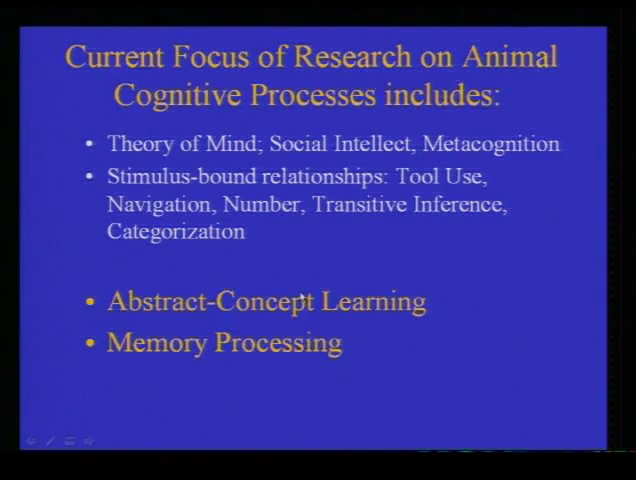 Current Focus of Research on Animal
Cognitive Processes includes:
• Theory of Mind; Social Intellect, Metacognition
• Stimulus-bound relationships: Tool Use,
Navigation, Number, Transitive Inference,
Categorization
• Abstract-Concept Learning
• Memory Processing